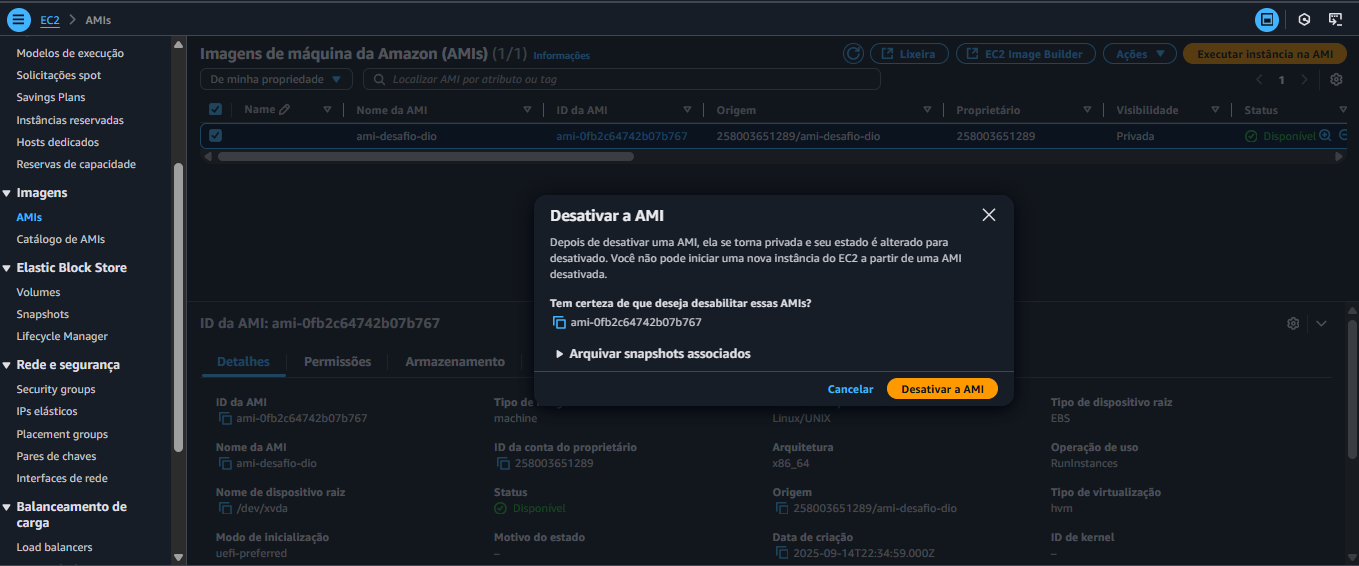 EC2 > AMIs
Modelos de execução
Solicitações spot
Savings Plans
Instâncias reservadas
Hosts dedicados
Reservas de capacidade
Imagens
AMIs
Catálogo de AMIs
Elastic Block Store
Volumes
Snapshots
Lifecycle Manager
Rede e segurança
Security groups
IPs elásticos
Placement groups
Pares de chaves
Interfaces de rede
Balanceamento de
carga
Load balancers
Imagens de máquina da Amazon (AMIs) (1/1) Informações
Lixeira
EC2 Image Builder
Ações
Executar instância na AMI
De minha propriedade
Localizar AMI por atributo ou tag
1
Name Nome da AMI ID da AMI Origem Proprietário Visibilidade Status
ami-desafio-dio ami-0fb2c64742b07b767 258003651289/ami-desafio-dio 258003651289 Privada Disponível
Desativar a AMI
Depois de desativar uma AMI, ela se torna privada e seu estado é alterado para
desativado. Você não pode iniciar uma nova instância do EC2 a partir de uma AMI
desativada.
Tem certeza de que deseja desabilitar essas AMIs?
ami-0fb2c64742b07b767
Arquivar snapshots associados
Cancelar
Desativar a AMI
ID da AMI: ami-0fb2c64742b07b767
Detalhes Permissões Armazenamento
ID da AMI
ami-0fb2c64742b07b767
Tipo de
machine
Linux/UNIX
Tipo de dispositivo raiz
EBS
Nome da AMI
ami-desafio-dio
ID da conta do proprietário
258003651289
Arquitetura
x86_64
Operação de uso
RunInstances
Nome de dispositivo raiz
/dev/xvda
Status
Disponível
Origem
258003651289/ami-desafio-dio
Tipo de virtualização
hvm
Modo de inicialização
uefi-preferred
Motivo do estado
–
Data de criação
2025-09-14T22:34:59.000Z
ID de kernel
–